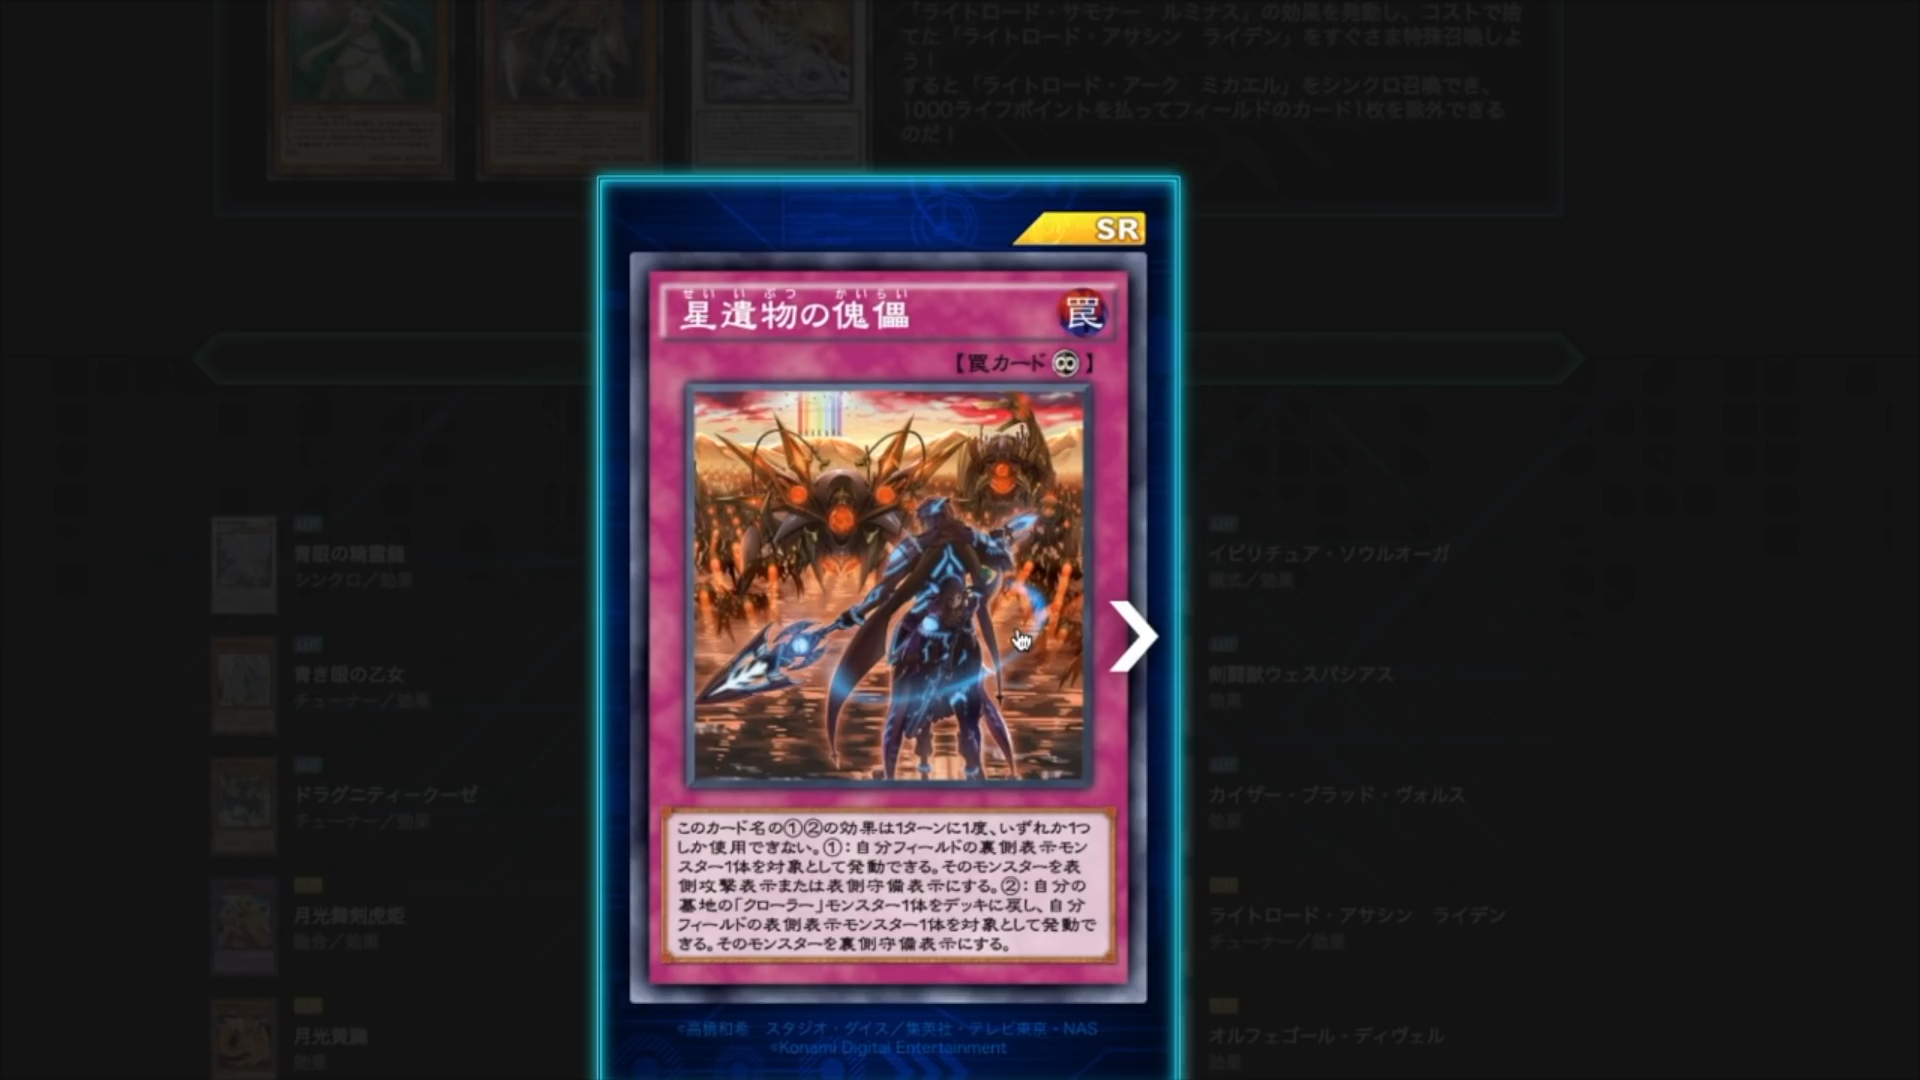 「ライトロード・サモナー ルミナス」の効果を発動し、コストで捨
てた「ライトロード・アサシン ライデン」をすぐさま特殊召喚しよ
う！
すると「ライトロード・アーク ミカエル」をシンクロ召喚でき、
1000ライフポイントを払ってフィールドのカード1枚を除外できる
のだ！
SR
せいいぶつ かいらい
星遺物の傀儡
罠
【罠カード】
このカード名の①②の効果は1ターンに1度、いずれか1つ
しか使用できない。①：自分フィールドの裏側表示モン
スター1体を対象として発動できる。そのモンスターを表
側攻撃表示または表側守備表示にする。②：自分の
墓地の「クローラー」モンスター1体をデッキに戻し、自分
フィールドの表側表示モンスター1体を対象として発動で
きる。そのモンスターを裏側守備表示にする。
©高橋和希 スタジオ・ダイス／集英社・テレビ東京・NAS
©Konami Digital Entertainment
UR
青眼の精霊龍
シンクロ／効果
UR
青き眼の乙女
チューナー／効果
UR
ドラグニティークーゼ
チューナー／効果
月光舞剣虎姫
融合／効果
月光黄鼬
効果
UR
イビリチュア・ソウルオーガ
儀式／効果
UR
剣闘獣ウェスパシアス
効果
UR
カイザー・ブラッド・ヴォルス
効果
ライトロード・アサシン ライデン
チューナー／効果
オルフェゴール・ディヴェル
効果